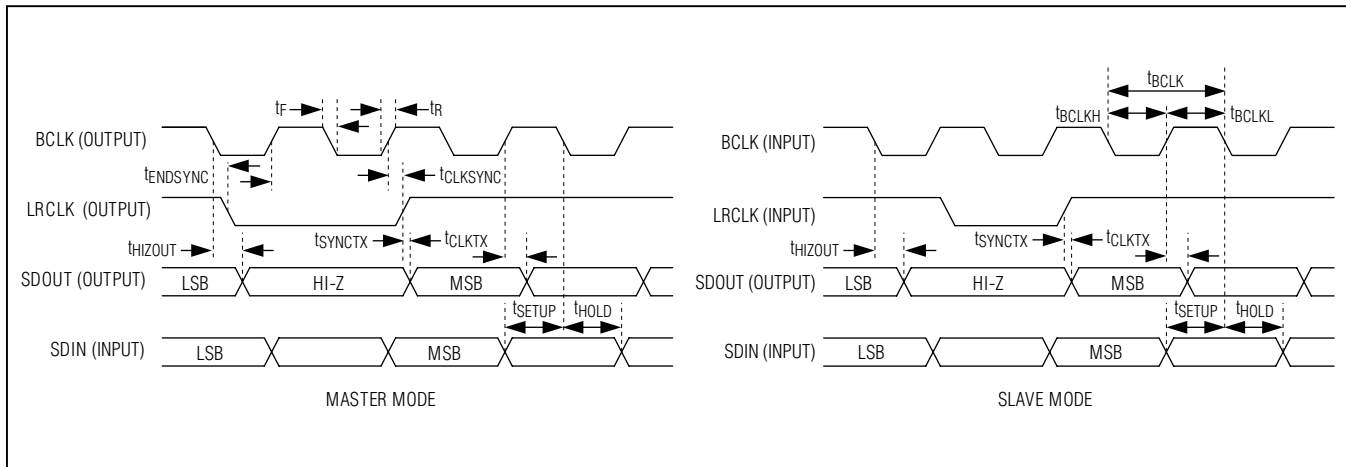 tF
tR
BCLK (OUTPUT)
tENDSYNC
tCLKSYNC
LRCLK (OUTPUT)
tHIZOUT
tSYNCTX
tCLKTX
SDOUT (OUTPUT)
LSB
HI-Z
MSB
tSETUP
tHOLD
SDIN (INPUT)
LSB
MSB
MASTER MODE
tBCLK
tBCLKH
tBCLKL
BCLK (INPUT)
LRCLK (INPUT)
tHIZOUT
tSYNCTX
tCLKTX
SDOUT (OUTPUT)
LSB
HI-Z
MSB
tSETUP
tHOLD
SDIN (INPUT)
LSB
MSB
SLAVE MODE